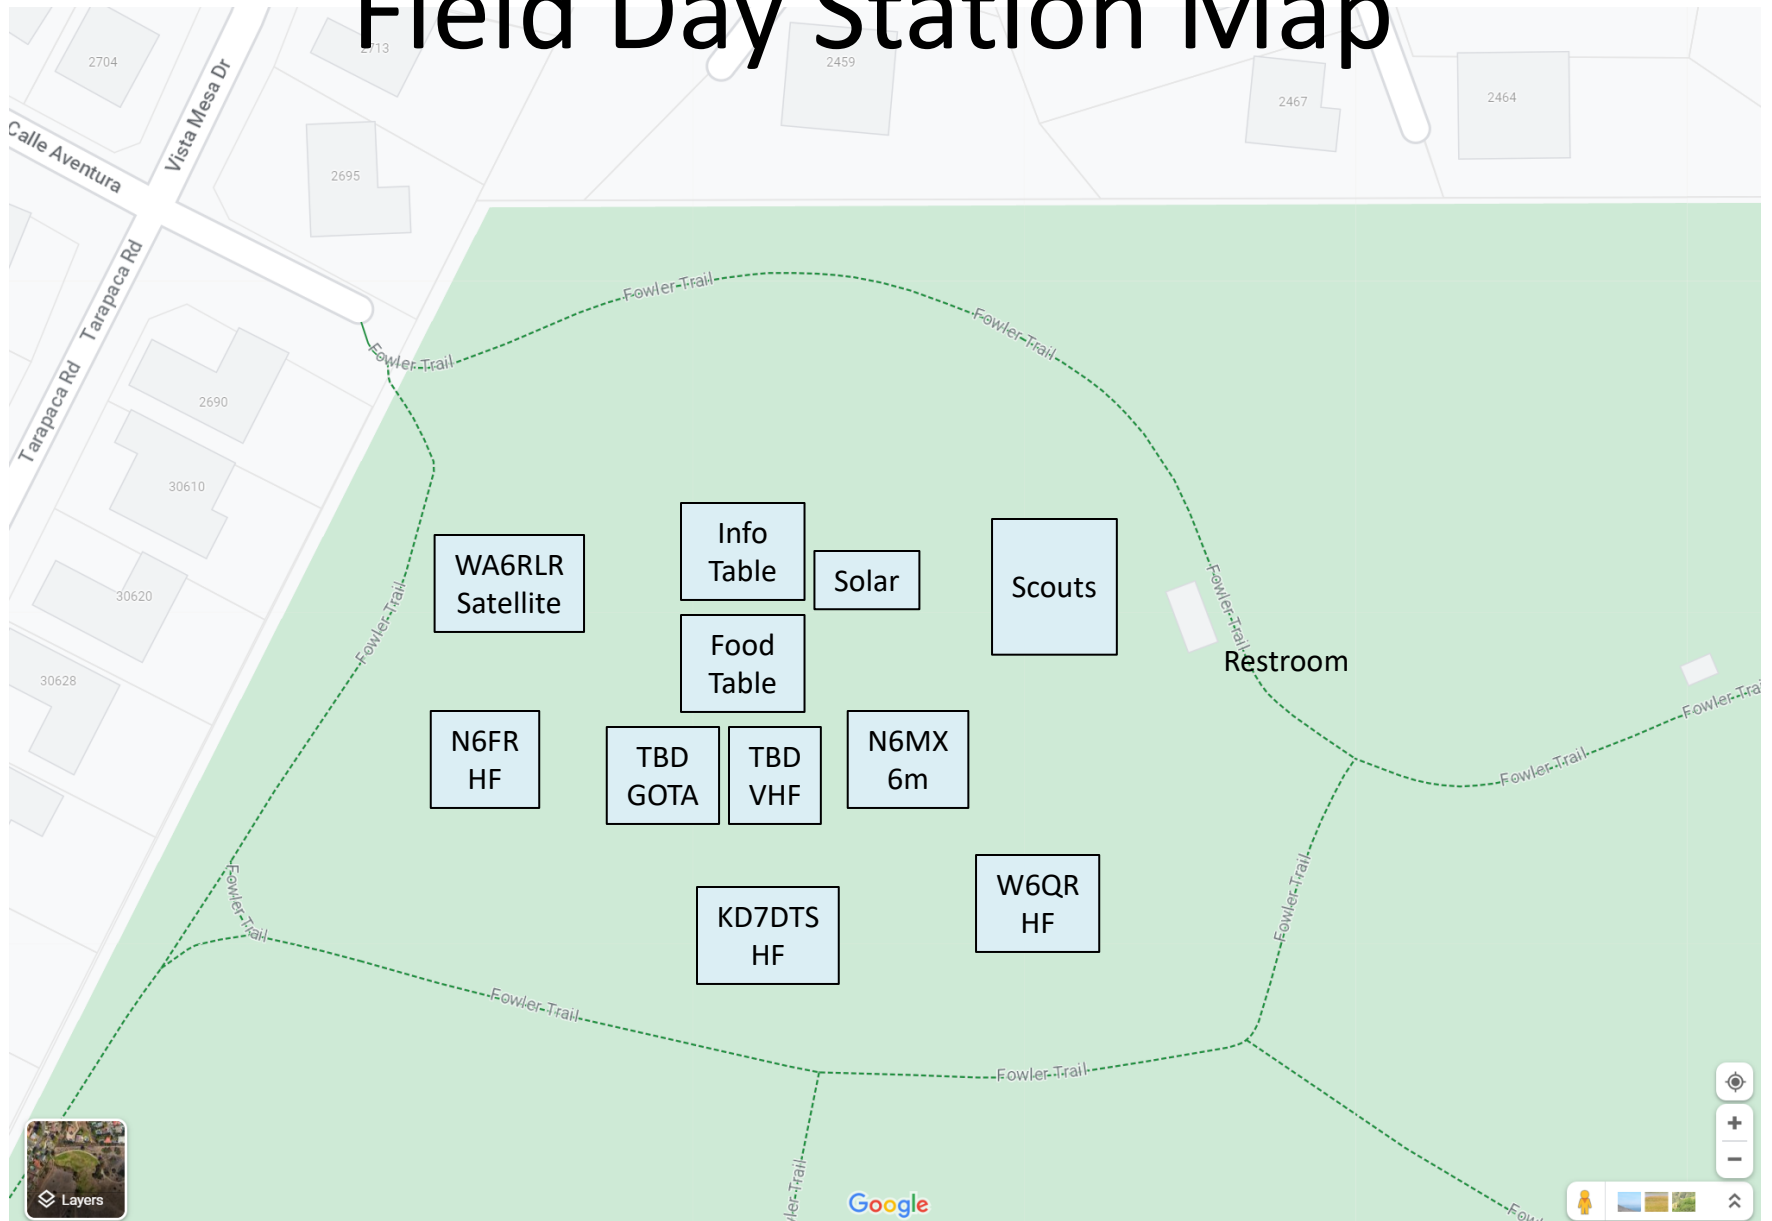 Field Day Station Map
2704
2713
2459
2467
2464
Vista Mesa Dr
Calle Aventura
2695
Tarapaca Rd
Tarapaca Rd
Fowler Trail
Fowler Trail
Fowler Trail
2690
30610
30620
30628
Info
Table
WA6RLR
Satellite
Solar
Scouts
Fowler Trail
Fowler Trail
Food
Table
Restroom
Fowler Trai
N6FR
HF
TBD
GOTA
TBD
VHF
N6MX
6m
Fowler Trail
Fowler Trail
Fowler Trail
KD7DTS
HF
W6QR
HF
Fowler Trail
Fowler Trail
wler Trail
Fow
Layers
Google